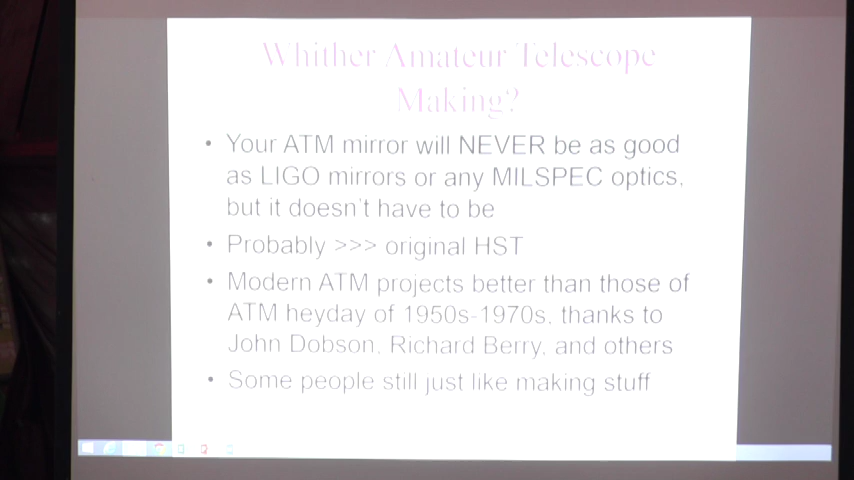 Whither Amateur Telescope
Making?
• Your ATM mirror will NEVER be as good
as LIGO mirrors or any MILSPEC optics,
but it doesn't have to be
• Probably >>> original HST
• Modern ATM projects better than those of
ATM heyday of 1950s-1970s, thanks to
John Dobson, Richard Berry, and others
• Some people still just like making stuff